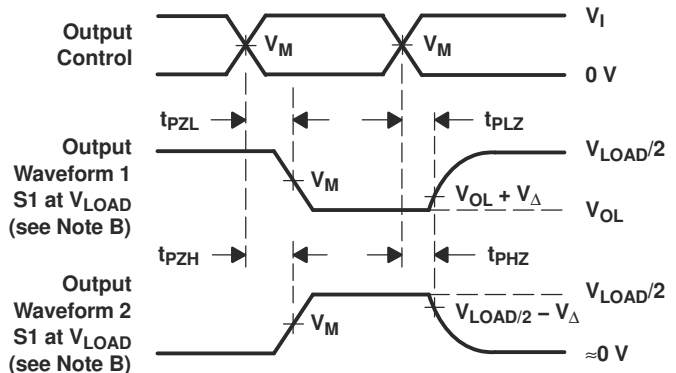 Output
Control
V_M
V_M
V_I
0 V
t_PZL
t_PLZ
Output
Waveform 1
S1 at V_LOAD
(see Note B)
V_M
V_OL + V_Δ
V_LOAD/2
V_OL
t_PZH
t_PHZ
Output
Waveform 2
S1 at V_LOAD
(see Note B)
V_M
V_LOAD/2 – V_Δ
V_LOAD/2
≈0 V